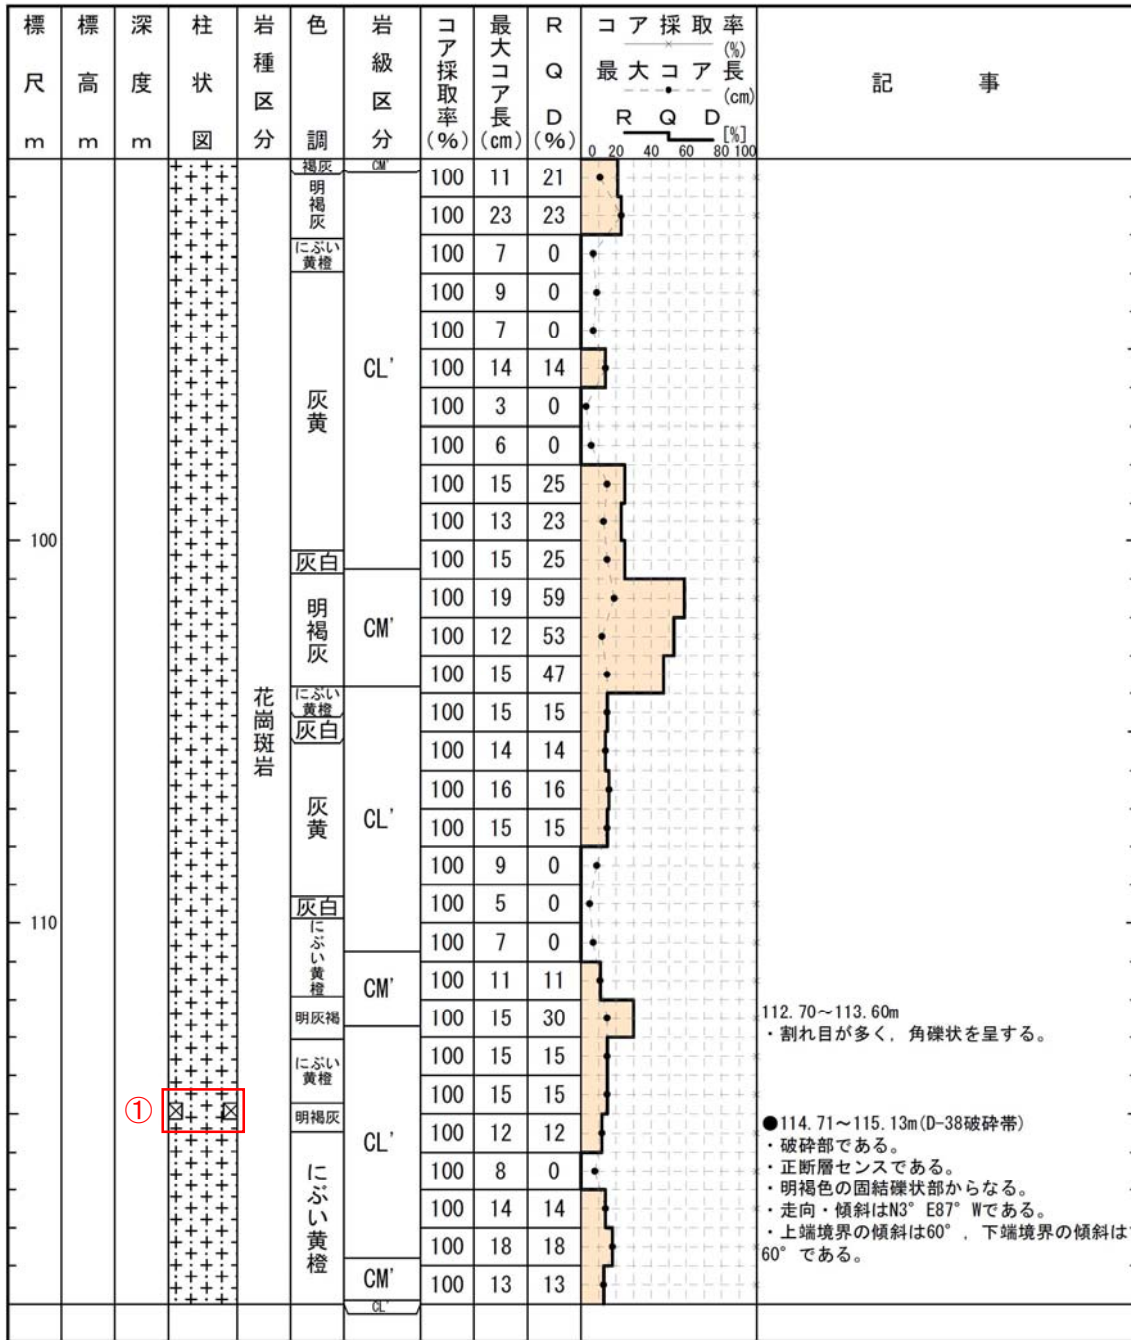 標尺m
標高m
深度m
柱状図
岩種区分
色調
岩級区分
コア採取率(%)
最大コア長(cm)
RQD(%)
コア採取率(%)
最大コア長(cm)
RQD[%]
0 20 40 60 80 100
記事
褐灰 CM' 100 11 21
明褐灰 100 23 23
にぶい黄橙 100 7 0
100 9 0
100 7 0
CL' 100 14 14
灰黄 100 3 0
100 6 0
100 15 25
100 13 23
100
灰白 100 15 25
100 19 59
明褐灰 CM' 100 12 53
100 15 47
花崗斑岩
にぶい黄橙 100 15 15
灰白 100 14 14
100 16 16
灰黄 CL' 100 15 15
100 9 0
灰白 100 5 0
110
にぶい黄橙 100 7 0
CM' 100 11 11
明灰褐 100 15 30
112.70～113.60m
・割れ目が多く，角礫状を呈する。
にぶい黄橙 100 15 15
100 15 15
①
明褐灰 CL' 100 12 12
●114.71～115.13m(D-38破砕帯)
・破砕部である。
・正断層センスである。
・明褐色の固結礫状部からなる。
・走向・傾斜はN3°E87°Wである。
・上端境界の傾斜は60°，下端境界の傾斜は
60°である。
100 8 0
にぶい黄橙 100 14 14
100 18 18
CM' 100 13 13
CL'